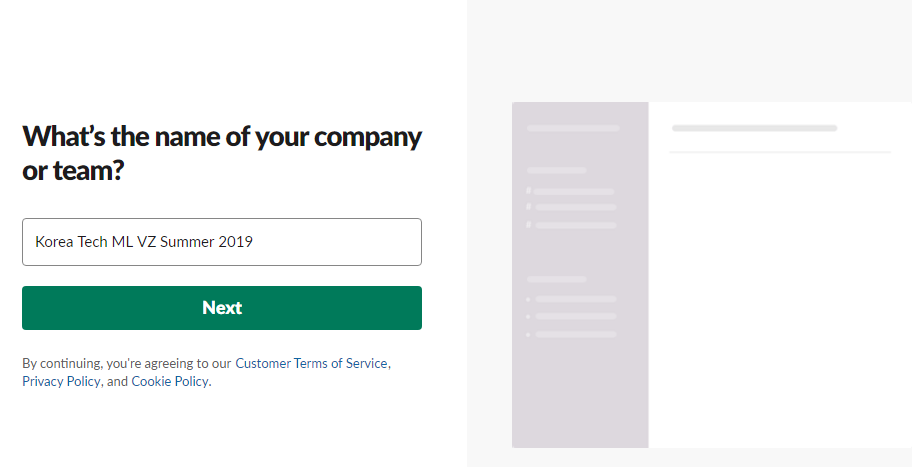 What's the name of your company
or team?
Korea Tech ML VZ Summer 2019
Next
By continuing, you're agreeing to our Customer Terms of Service,
Privacy Policy, and Cookie Policy.